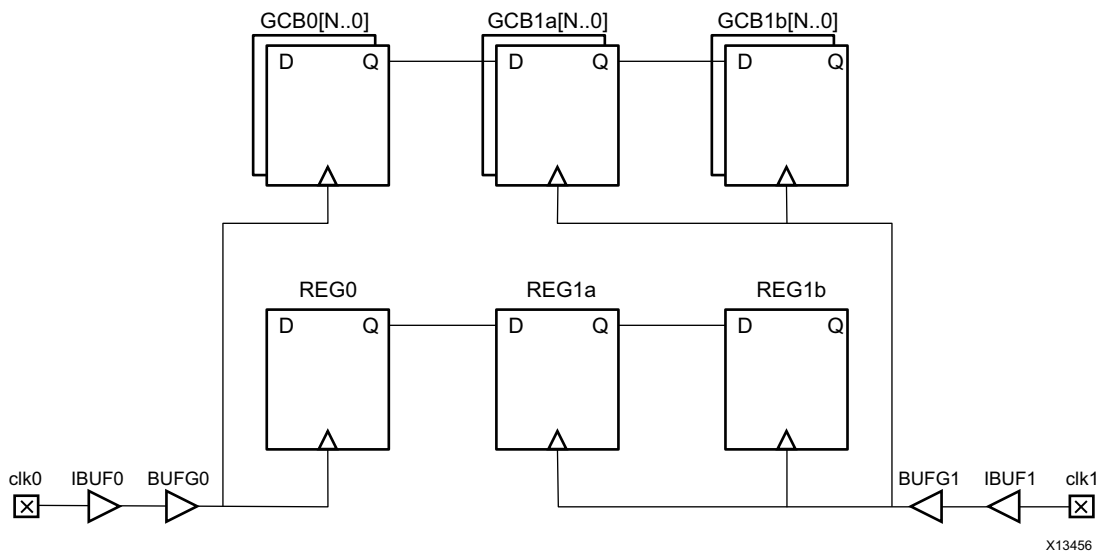 GCB0[N..0] GCB1a[N..0] GCB1b[N..0]
D Q D Q D Q
REG0 REG1a REG1b
D Q D Q D Q
clk0 IBUF0 BUFG0 BUFG1 IBUF1 clk1
X13456